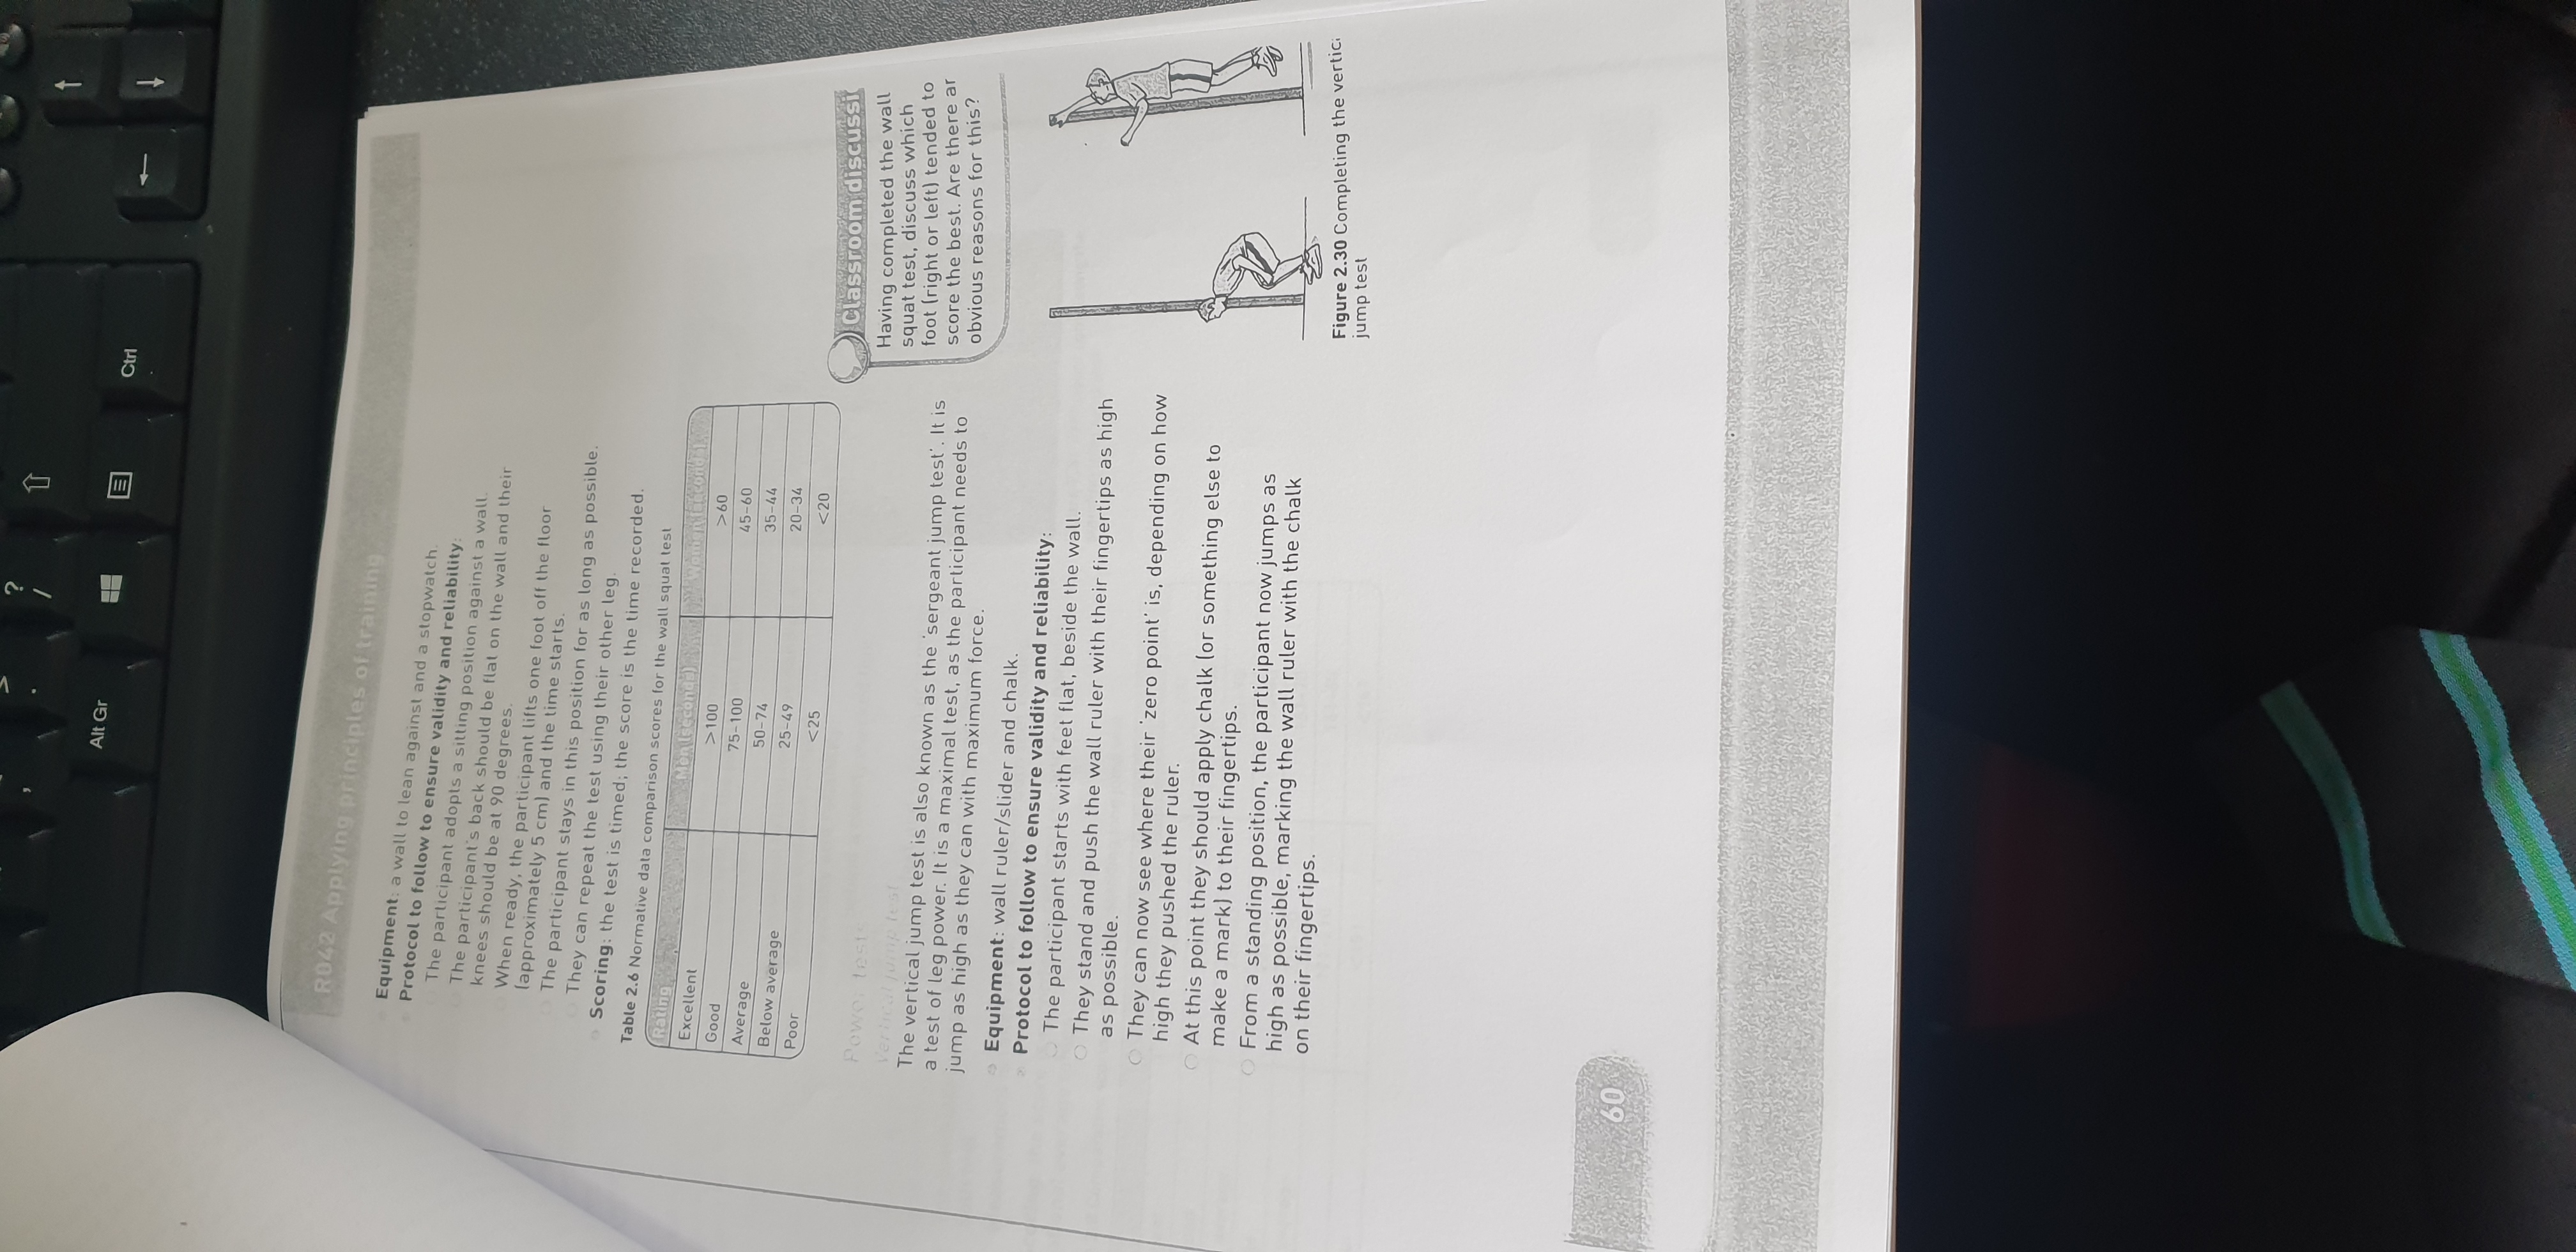 , > . ? /
⇧
↑
Alt Gr
Ctrl
← ↓
R042 Applying principles of training
Equipment: a wall to lean against and a stopwatch.
Protocol to follow to ensure validity and reliability:
The participant adopts a sitting position against a wall.
The participant's back should be flat on the wall and their
knees should be at 90 degrees.
When ready, the participant lifts one foot off the floor
(approximately 5 cm) and the time starts.
The participant stays in this position for as long as possible.
They can repeat the test using their other leg.
Scoring: the test is timed; the score is the time recorded.
Table 2.6 Normative data comparison scores for the wall squat test
Rating Men (seconds) Women (seconds)
Excellent >100 >60
Good 75–100 45–60
Average 50–74 35–44
Below average 25–49 20–34
Poor <25 <20
Power tests
Vertical jump test
The vertical jump test is also known as the 'sergeant jump test'. It is
a test of leg power. It is a maximal test, as the participant needs to
jump as high as they can with maximum force.
Equipment: wall ruler/slider and chalk.
Protocol to follow to ensure validity and reliability:
The participant starts with feet flat, beside the wall.
They stand and push the wall ruler with their fingertips as high
as possible.
They can now see where their 'zero point' is, depending on how
high they pushed the ruler.
At this point they should apply chalk (or something else to
make a mark) to their fingertips.
From a standing position, the participant now jumps as
high as possible, marking the wall ruler with the chalk
on their fingertips.
Classroom discussi
Having completed the wall
squat test, discuss which
foot (right or left) tended to
score the best. Are there ar
obvious reasons for this?
Figure 2.30 Completing the vertic
jump test
60